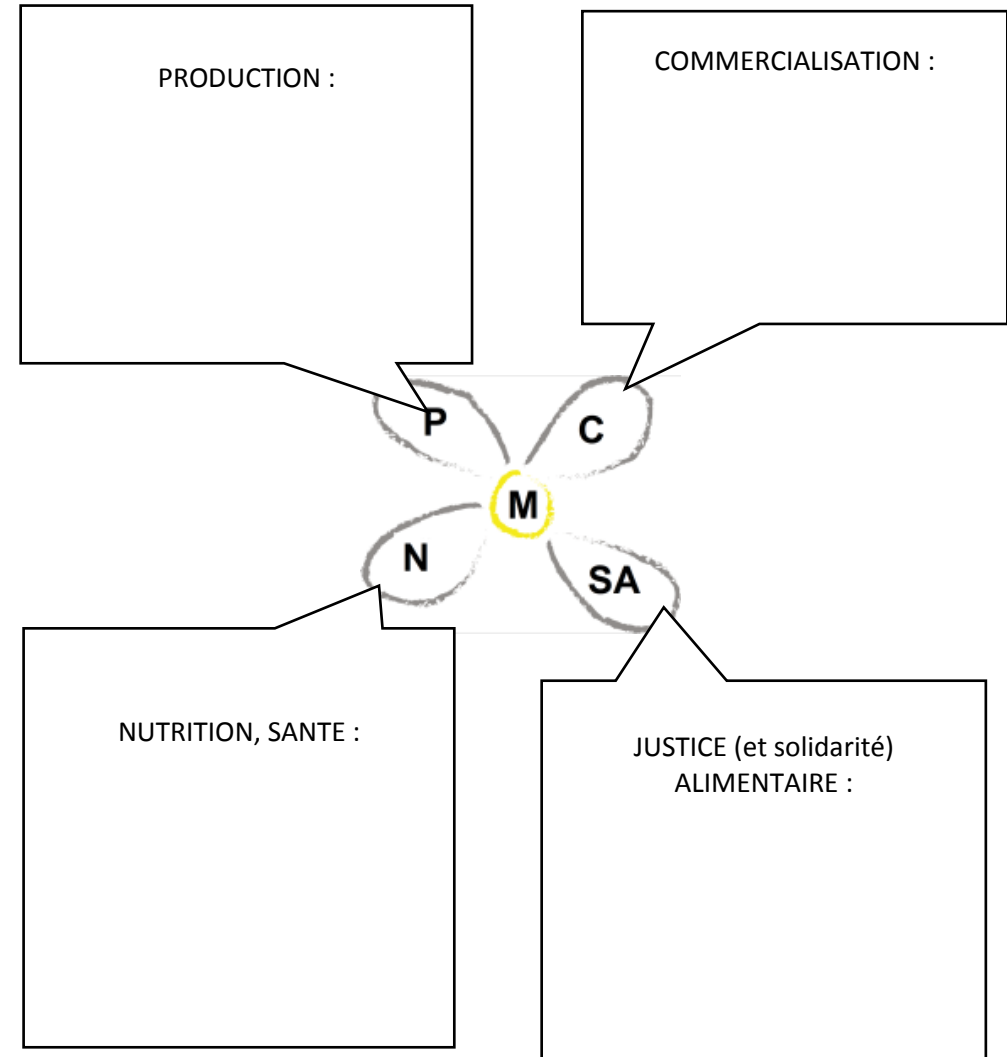 PRODUCTION :
COMMERCIALISATION :
P
C
M
N
SA
NUTRITION, SANTE :
JUSTICE (et solidarité)
ALIMENTAIRE :